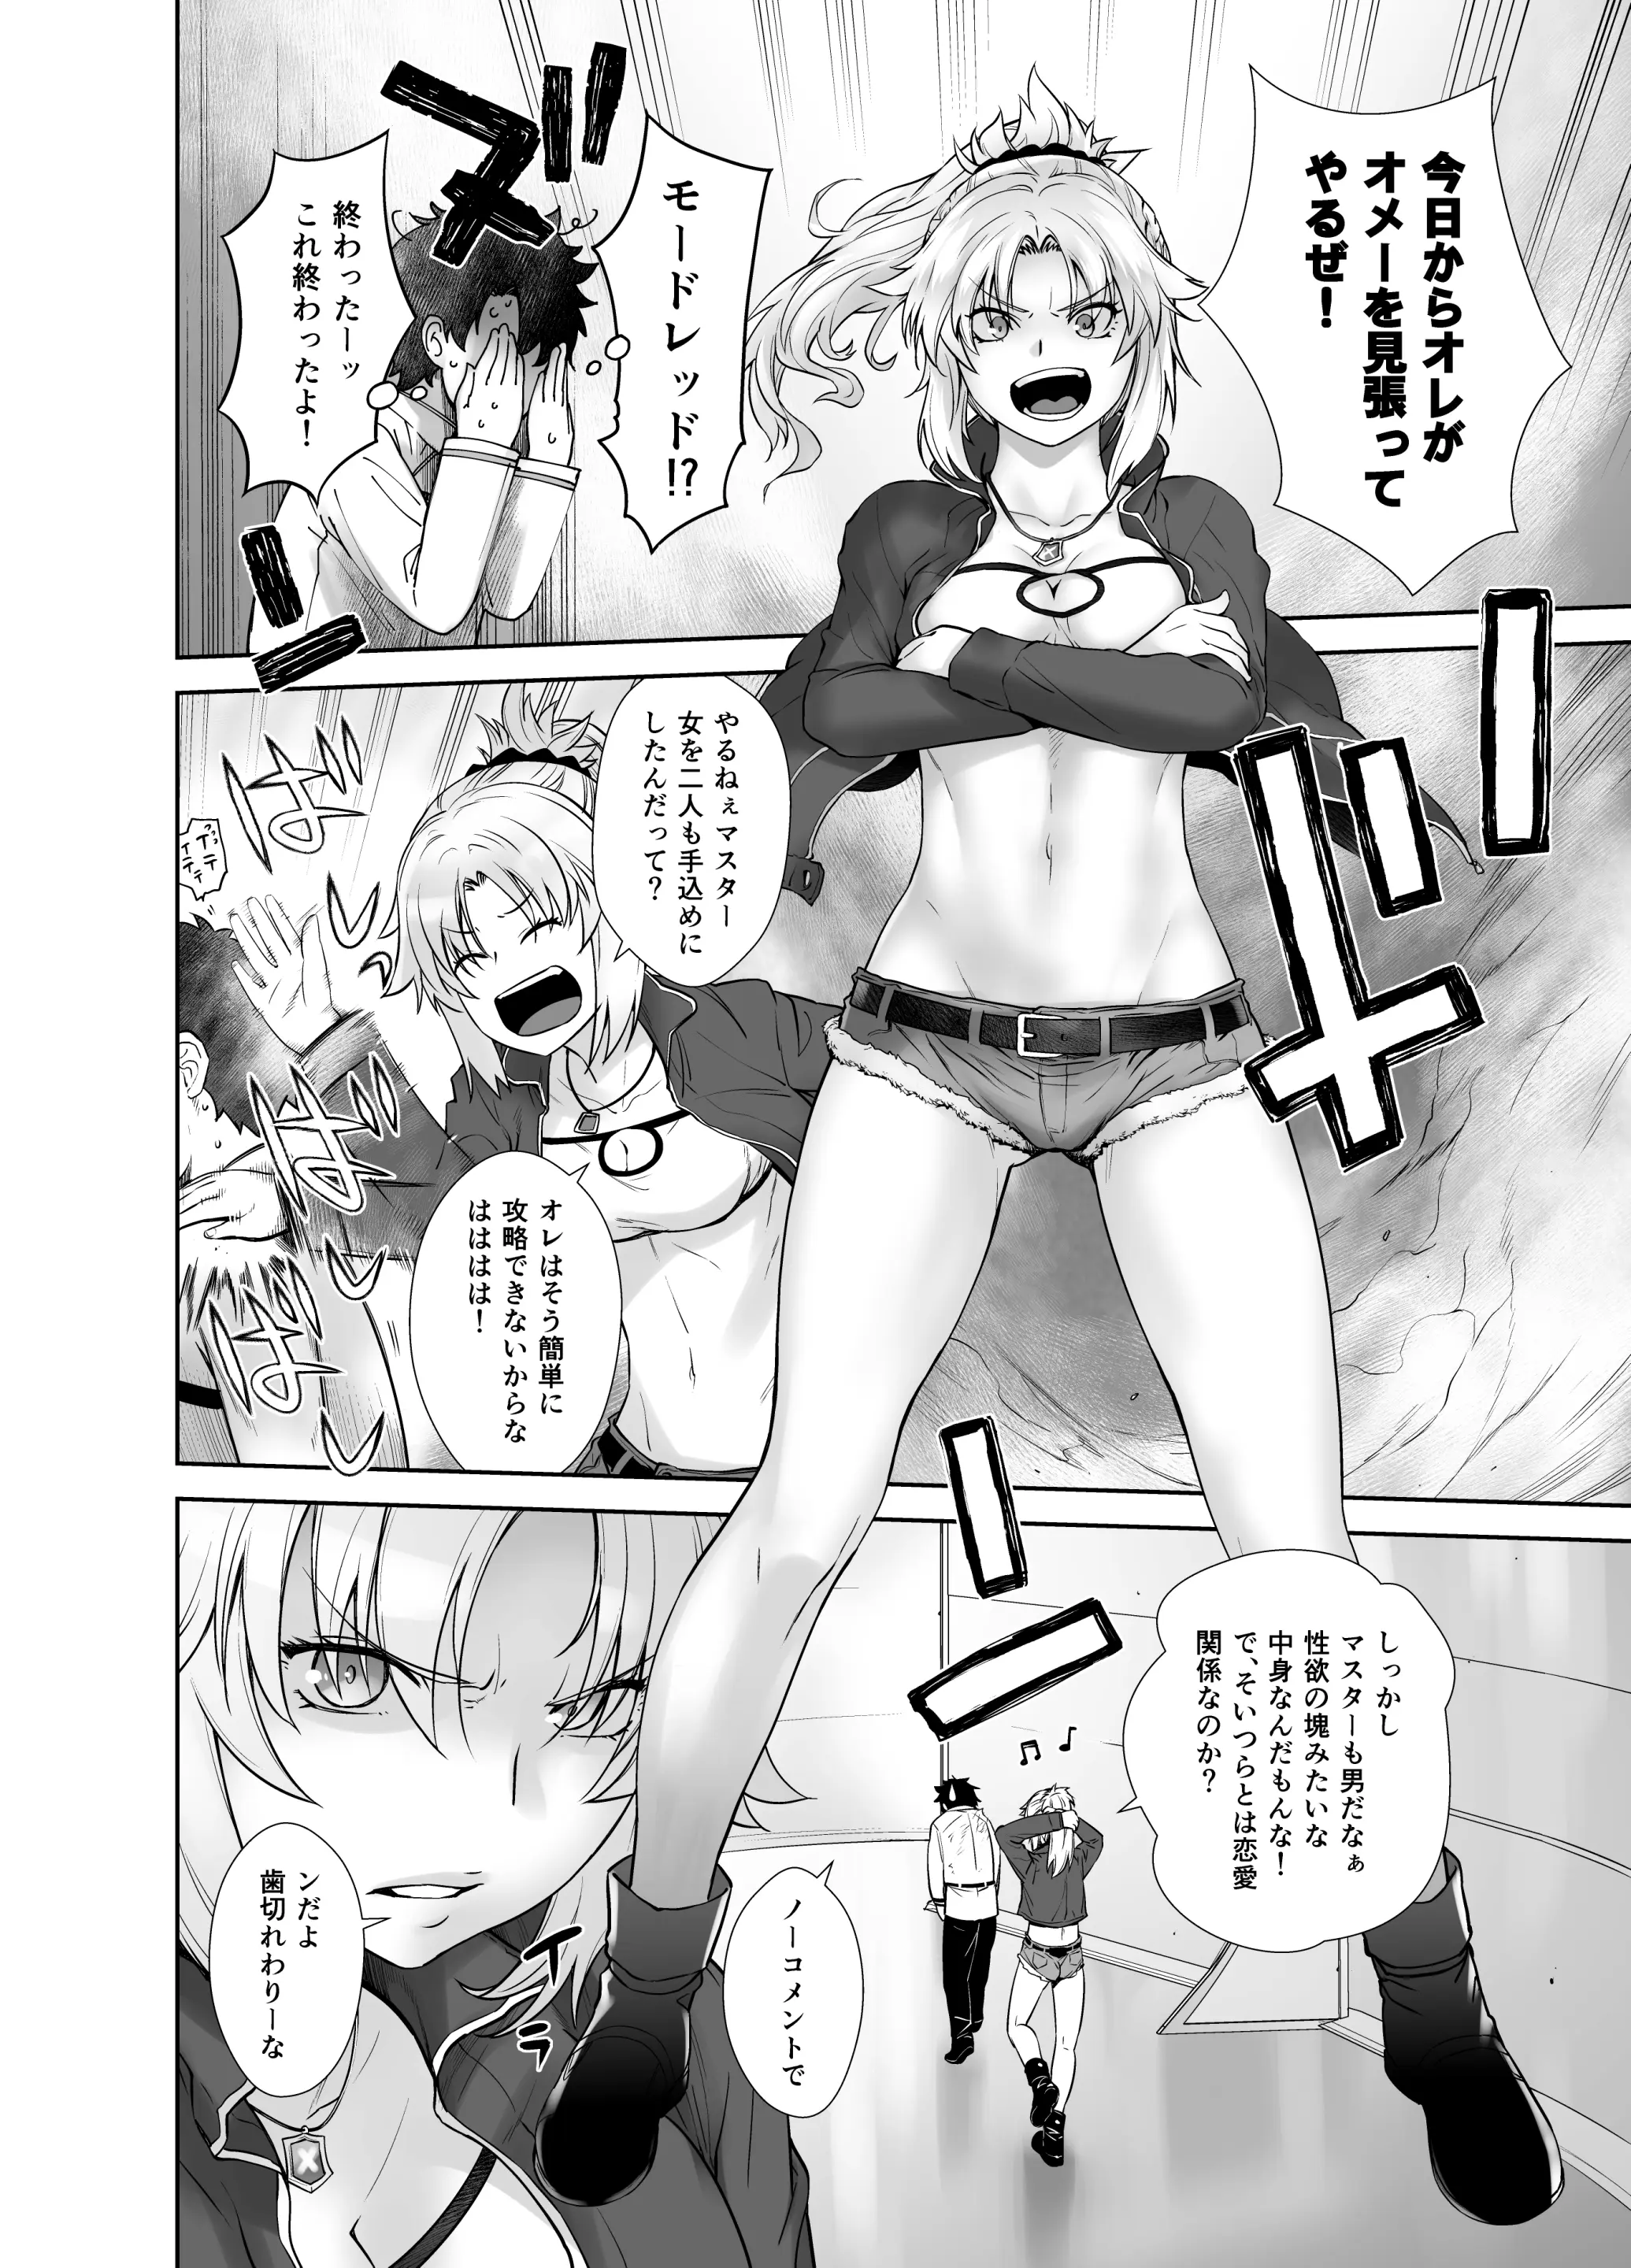 今日からオレが
オメーを見張って
やるぜ！
ドーン
モードレッド!?
終わったーッ
これ終わったよ！
ズーン
やるねぇマスター
女を二人も手込めに
したんだって？
オレはそう簡単に
攻略できないからな
はははは！
ばしっ
ばしっ
ばしっ
イテテテ
しっかし
マスターも男だなぁ
性欲の塊みたいな
中身なんだもんな！
で、そいつらとは恋愛
関係なのか？
ノーコメントで
イラ
ンだよ
歯切れわりーな